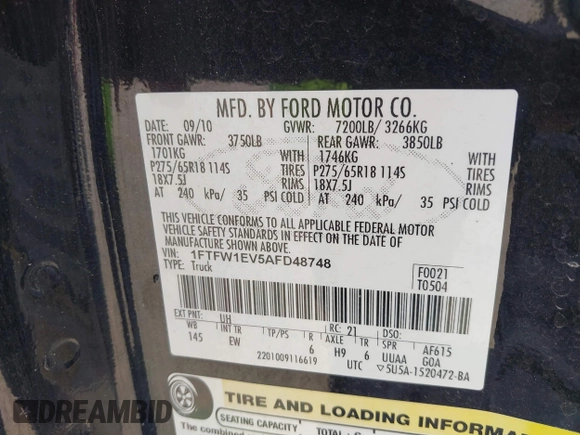 MFD. BY FORD MOTOR CO.
DATE: 09/10 GVWR: 7200LB/ 3266KG
FRONT GAWR: 3750LB REAR GAWR: 3850LB
1701KG WITH 1746KG WITH
P275/65R18 114S TIRES P275/65R18 114S TIRES
18X7.5J RIMS 18X7.5J RIMS
AT 240 kPa/ 35 PSI COLD AT 240 kPa/ 35 PSI COLD
THIS VEHICLE CONFORMS TO ALL APPLICABLE FEDERAL MOTOR
VEHICLE SAFETY STANDARDS IN EFFECT ON THE DATE OF
MANUFACTURE SHOWN ABOVE.
VIN: 1FTFW1EV5AFD48748 F0021
TYPE: Truck T0504
EXT PNT: UH RC: 21 DSO:
WB INT TR TP/PS R AXLE TR SPR AF615
145 EW 6 H9 6 UUAA GOA
2201009116619 UTC ▽5U5A-1520472-BA
TIRE AND LOADING INFORMA
SEATING CAPACITY
The combined
DREAMBID